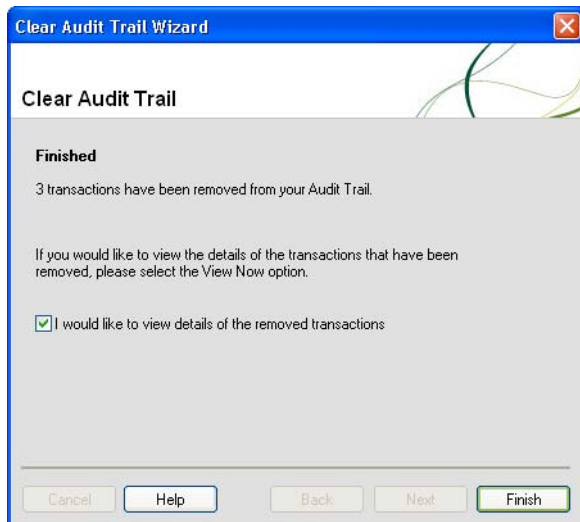 Clear Audit Trail Wizard
Clear Audit Trail
Finished
3 transactions have been removed from your Audit Trail.
If you would like to view the details of the transactions that have been
removed, please select the View Now option.
I would like to view details of the removed transactions
Cancel Help Back Next Finish